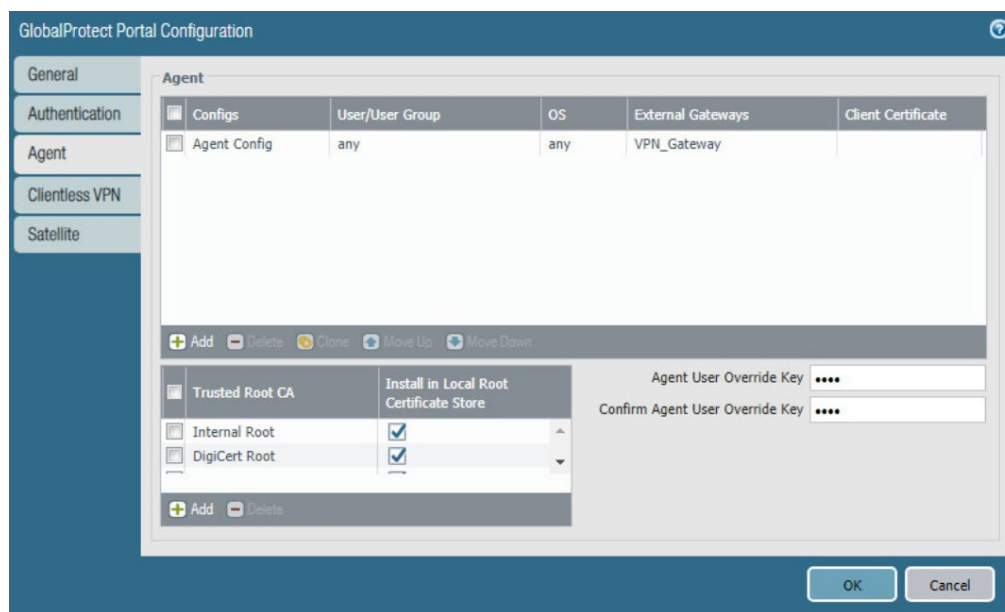 GlobalProtect Portal Configuration
General
Authentication
Agent
Clientless VPN
Satellite
Agent
Configs User/User Group OS External Gateways Client Certificate
Agent Config any any VPN_Gateway
Add Delete Clone Move Up Move Down
Trusted Root CA Install in Local Root Certificate Store
Internal Root
DigiCert Root
Add Delete
Agent User Override Key ••••
Confirm Agent User Override Key ••••
OK Cancel